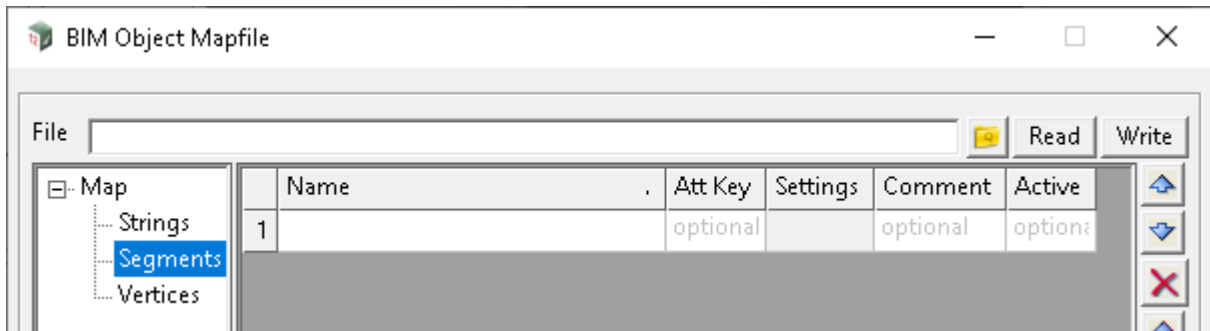 BIM Object Mapfile
File Read Write
Map Name Att Key Settings Comment Active
Strings 1 optional optional optiona
Segments
Vertices